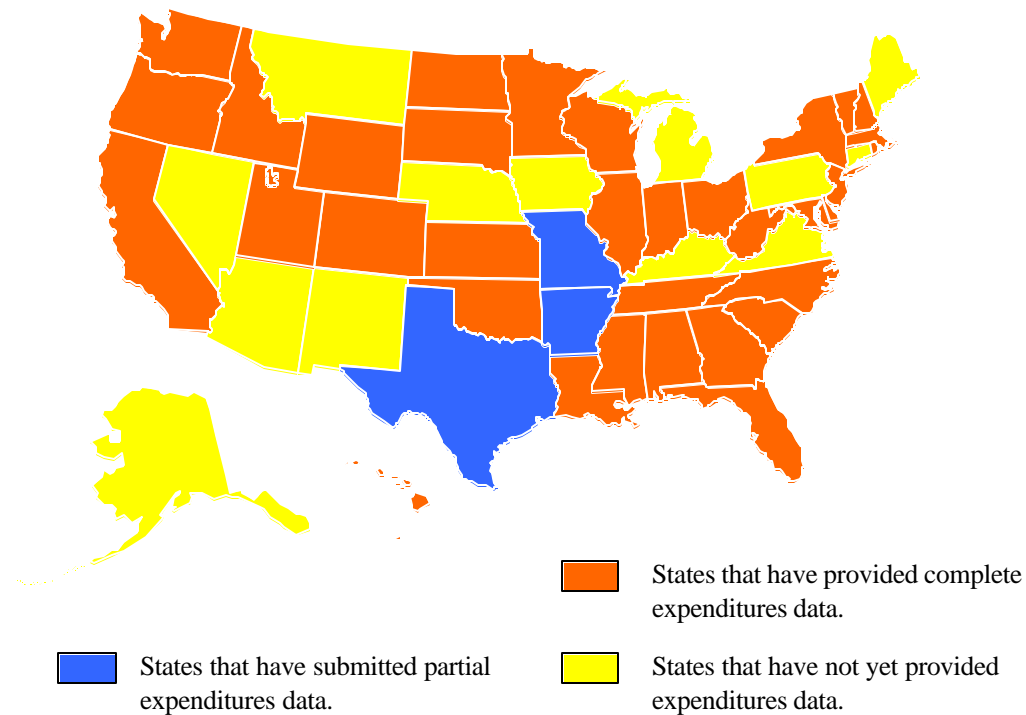 States that have provided complete
expenditures data.
States that have submitted partial
expenditures data.
States that have not yet provided
expenditures data.